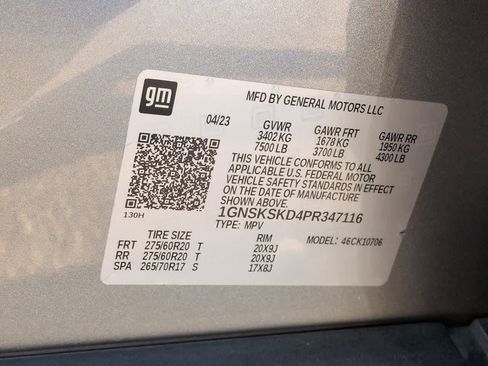 gm
MFD BY GENERAL MOTORS LLC
04/23 GVWR GAWR FRT GAWR RR
3402 KG 1678 KG 1950 KG
7500 LB 3700 LB 4300 LB
THIS VEHICLE CONFORMS TO ALL
APPLICABLE U.S. FEDERAL MOTOR
VEHICLE SAFETY STANDARDS IN EFFECT
ON THE DATE OF MANUFACTURE
SHOWN ABOVE.
130H 1GNSKSKD4PR347116
TYPE: MPV
TIRE SIZE RIM MODEL: 46CK10706
FRT 275/60R20 T 20X9J
RR 275/60R20 T 20X9J
SPA 265/70R17 S 17X8J